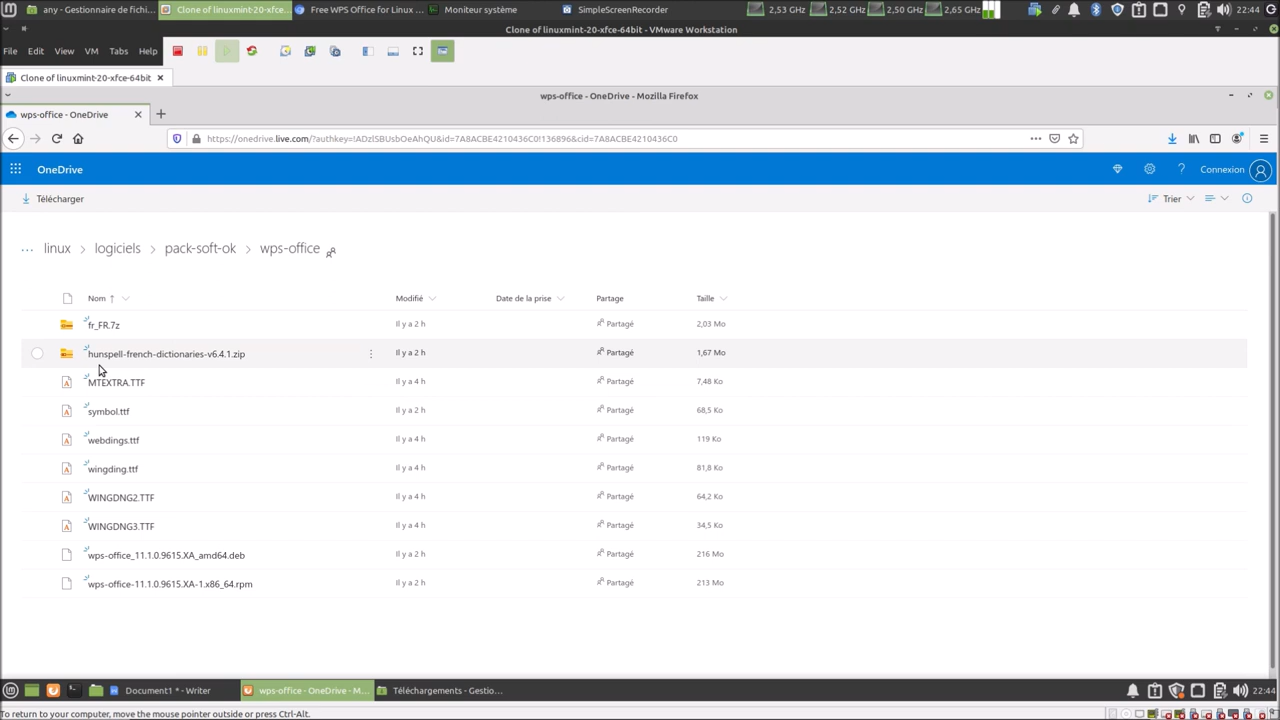 any - Gestionnaire de fichi...
Clone of linuxmint-20-xfce-6...
Free WPS Office for Linux ...
Moniteur système
SimpleScreenRecorder
2,53 GHz
2,52 GHz
2,50 GHz
2,65 GHz
22:44
Clone of linuxmint-20-xfce-64bit - VMware Workstation
File Edit View VM Tabs Help
Clone of linuxmint-20-xfce-64bit
wps-office - OneDrive - Mozilla Firefox
wps-office - OneDrive
https://onedrive.live.com/?authkey=!ADzlSBUsbOeAhQU&id=7A8ACBE4210436C0!136896&cid=7A8ACBE4210436C0
OneDrive
Connexion
Télécharger
Trier
... linux > logiciels > pack-soft-ok > wps-office
Nom Modifié Date de la prise Partage Taille
fr_FR.7z Il y a 2 h Partagé 2,03 Mo
hunspell-french-dictionaries-v6.4.1.zip Il y a 2 h Partagé 1,67 Mo
MTEXTRA.TTF Il y a 4 h Partagé 7,48 Ko
symbol.ttf Il y a 2 h Partagé 68,5 Ko
webdings.ttf Il y a 4 h Partagé 119 Ko
wingding.ttf Il y a 4 h Partagé 81,8 Ko
WINGDNG2.TTF Il y a 4 h Partagé 64,2 Ko
WINGDNG3.TTF Il y a 4 h Partagé 34,5 Ko
wps-office_11.1.0.9615.XA_amd64.deb Il y a 2 h Partagé 216 Mo
wps-office-11.1.0.9615.XA-1.x86_64.rpm Il y a 2 h Partagé 213 Mo
Document1 * - Writer
wps-office - OneDrive - M...
Téléchargements - Gestio...
22:44
To return to your computer, move the mouse pointer outside or press Ctrl-Alt.